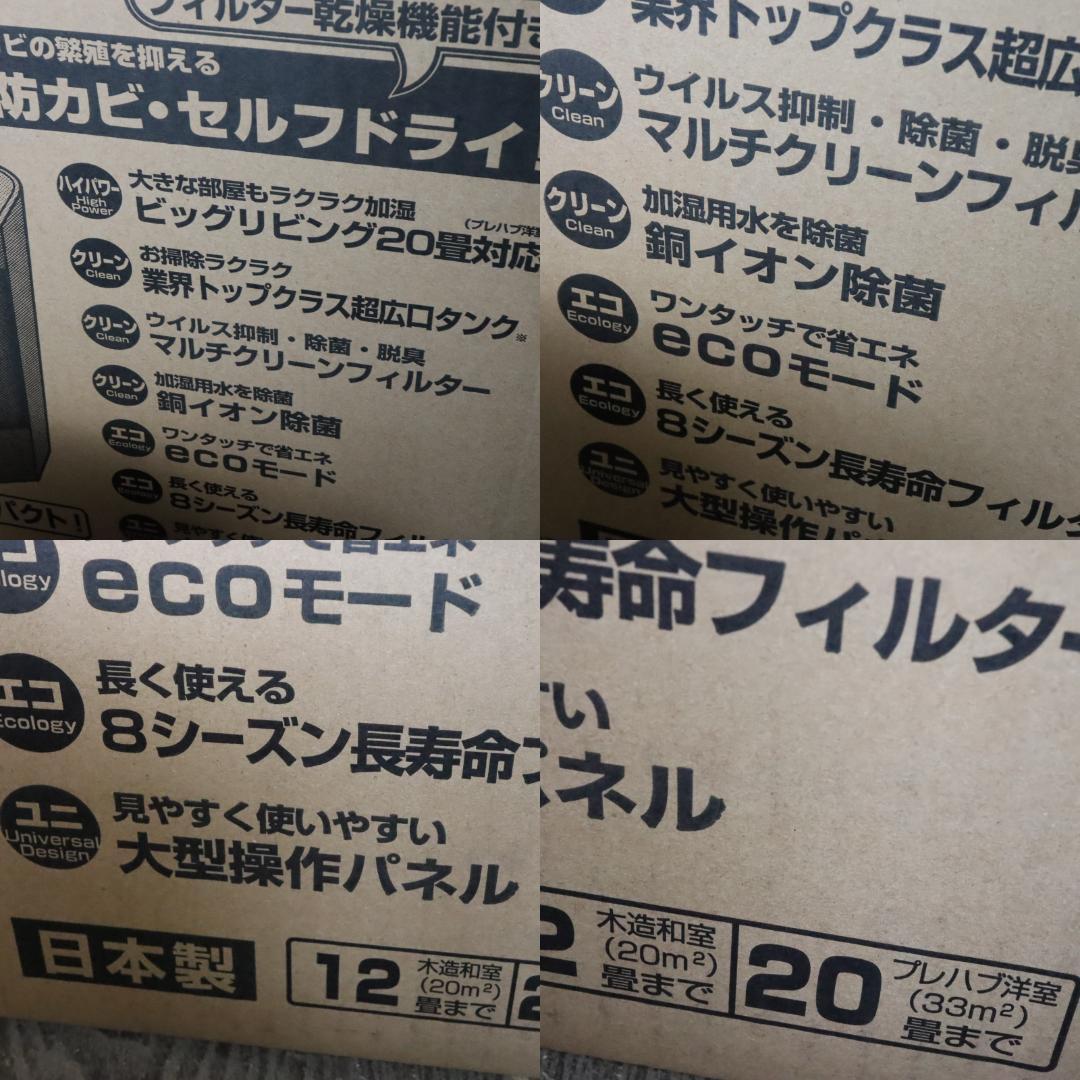 フィルター乾燥機能付き
ビの繁殖を抑える
防カビ・セルフドライ
ハイパワー
High Power
大きな部屋もラクラク加湿
ビッグリビング20畳対応
(プレハブ洋室
クリーン
Clean
お掃除ラクラク
業界トップクラス超広口タンク※
クリーン
Clean
ウイルス抑制・除菌・脱臭
マルチクリーンフィルター
クリーン
Clean
加湿用水を除菌
銅イオン除菌
エコ
Ecology
ワンタッチで省エネ
ecoモード
エコ
Ecology
長く使える
8シーズン長寿命フィル
ユニ
パクト!
業界トップクラス超広
クリーン
Clean
ウイルス抑制・除菌・脱臭
マルチクリーンフィル
クリーン
Clean
加湿用水を除菌
銅イオン除菌
エコ
Ecology
ワンタッチで省エネ
ecoモード
エコ
Ecology
長く使える
8シーズン長寿命フィルタ
ユニ
Universal
Design
見やすく使いやすい
大型操作パ
logy
ecoモード
エコ
Ecology
長く使える
8シーズン長寿命フ
ユニ
Universal
Design
見やすく使いやすい
大型操作パネル
日本製
12
木造和室
(20m²)
畳まで
2
寿命フィルター
すい
パネル
2
木造和室
(20m²)
畳まで
20
プレハブ洋室
(33m²)
畳まで